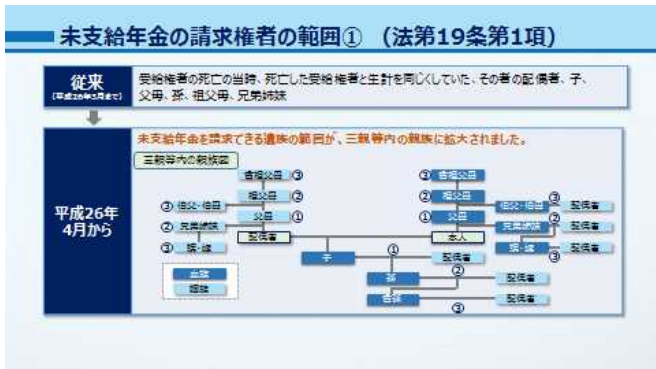 未支給年金の請求権者の範囲① （法第19条第1項）
従来
（平成26年3月まで）
受給権者の死亡の当時、死亡した受給権者と生計を同じくしていた、その者の配偶者、子、
父母、孫、祖父母、兄弟姉妹
平成26年
4月から
未支給年金を請求できる遺族の範囲が、三親等内の親族に拡大されました。
三親等内の親族図
曾祖父母 ③
③ 曾祖父母
祖父母 ②
② 祖父母
③
③ 伯父・伯母
伯父・伯母
配偶者
父母 ①
① 父母
②
② 兄弟姉妹
兄弟姉妹
配偶者
配偶者
本人
③ 甥・姪
甥・姪
配偶者
③
①
子
配偶者
血族
姻族
孫
②
配偶者
曾孫
③
配偶者